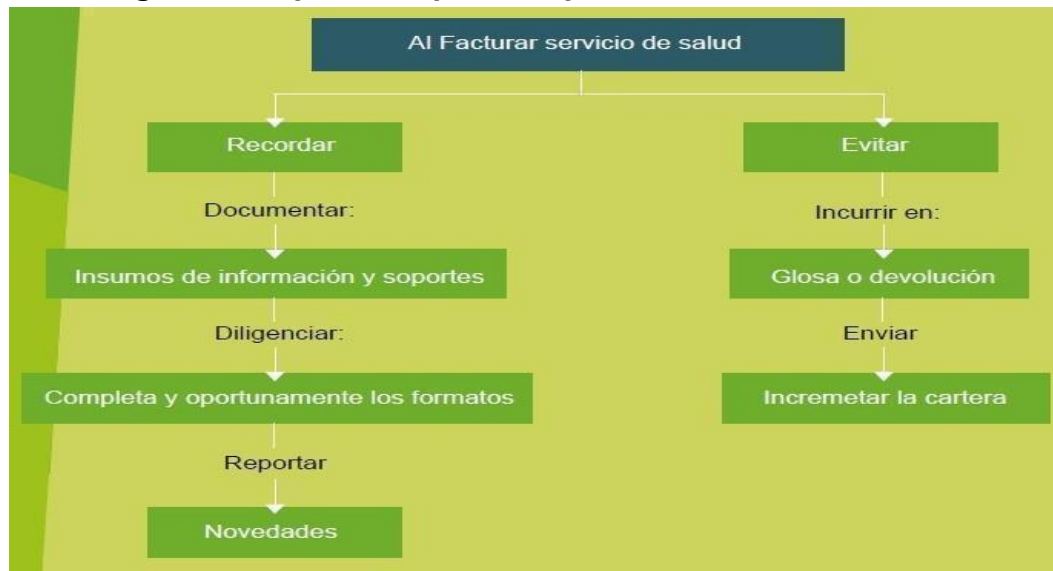 Al Facturar servicio de salud
Recordar
Evitar
Documentar:
Incurrir en:
Insumos de información y soportes
Glosa o devolución
Diligenciar:
Enviar
Completa y oportunamente los formatos
Incremetar la cartera
Reportar
Novedades